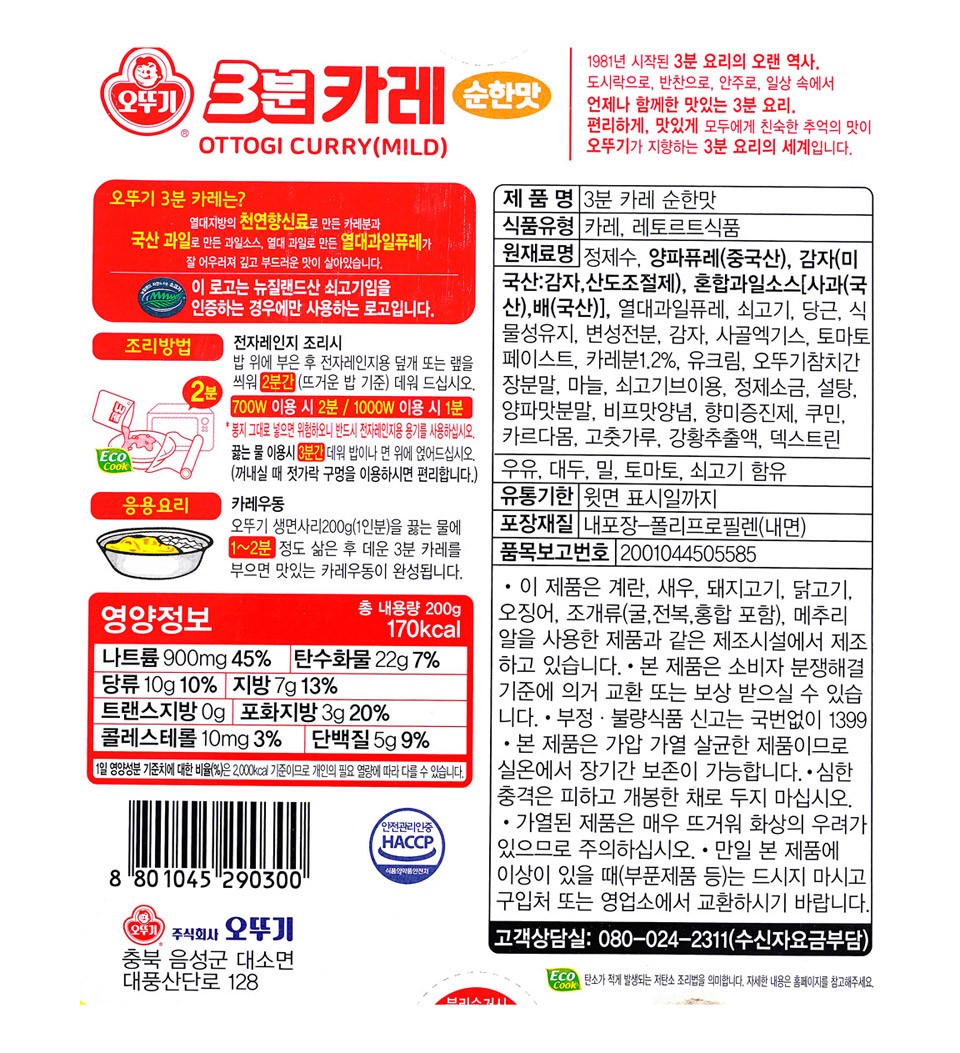 오뚜기
®
3분 카레 순한맛
OTTOGI CURRY(MILD)
1981년 시작된 3분 요리의 오랜 역사.
도시락으로, 반찬으로, 안주로, 일상 속에서
언제나 함께한 맛있는 3분 요리.
편리하게, 맛있게 모두에게 친숙한 추억의 맛이
오뚜기가 지향하는 3분 요리의 세계입니다.
오뚜기 3분 카레는?
열대지방의 천연향신료로 만든 카레분과
국산 과일로 만든 과일소스, 열대 과일로 만든 열대과일퓨레가
잘 어우러져 깊고 부드러운 맛이 살아있습니다.
이 로고는 뉴질랜드산 쇠고기임을
인증하는 경우에만 사용하는 로고입니다.
조리방법
전자레인지 조리시
밥 위에 부은 후 전자레인지용 덮개 또는 랲을
씌워 2분간 (뜨거운 밥 기준) 데워 드십시오.
2분
700W 이용 시 2분 / 1000W 이용 시 1분
* 봉지 그대로 넣으면 위험하오니 반드시 전자레인지용 용기를 사용하십시오.
ECO
Cook
끓는 물 이용시 3분간 데워 밥이나 면 위에 얹어드십시오.
(꺼내실 때 젓가락 구멍을 이용하시면 편리합니다.)
응용요리
카레우동
오뚜기 생면사리200g(1인분)을 끓는 물에
1~2분 정도 삶은 후 데운 3분 카레를
부으면 맛있는 카레우동이 완성됩니다.
영양정보
총 내용량 200g
170kcal
나트륨 900mg 45% 탄수화물 22g 7%
당류 10g 10% 지방 7g 13%
트랜스지방 0g 포화지방 3g 20%
콜레스테롤 10mg 3% 단백질 5g 9%
1일 영양성분 기준치에 대한 비율(%)은 2,000kcal 기준이므로 개인의 필요 열량에 따라 다를 수 있습니다.
8 801045 290300
안전관리인증
HACCP
식품의약품안전처
오뚜기 주식회사 오뚜기
충북 음성군 대소면
대풍산단로 128
제 품 명 3분 카레 순한맛
식품유형 카레, 레토르트식품
원재료명 정제수, 양파퓨레(중국산), 감자(미
국산:감자,산도조절제), 혼합과일소스[사과(국
산),배(국산)], 열대과일퓨레, 쇠고기, 당근, 식
물성유지, 변성전분, 감자, 사골엑기스, 토마토
페이스트, 카레분1.2%, 유크림, 오뚜기참치간
장분말, 마늘, 쇠고기브이용, 정제소금, 설탕,
양파맛분말, 비프맛양념, 향미증진제, 쿠민,
카르다몸, 고춧가루, 강황추출액, 덱스트린
우유, 대두, 밀, 토마토, 쇠고기 함유
유통기한 윗면 표시일까지
포장재질 내포장-폴리프로필렌(내면)
품목보고번호 2001044505585
• 이 제품은 계란, 새우, 돼지고기, 닭고기,
오징어, 조개류(굴,전복,홍합 포함), 메추리
알을 사용한 제품과 같은 제조시설에서 제조
하고 있습니다. • 본 제품은 소비자 분쟁해결
기준에 의거 교환 또는 보상 받으실 수 있습
니다. • 부정 · 불량식품 신고는 국번없이 1399
• 본 제품은 가압 가열 살균한 제품이므로
실온에서 장기간 보존이 가능합니다. • 심한
충격은 피하고 개봉한 채로 두지 마십시오.
• 가열된 제품은 매우 뜨거워 화상의 우려가
있으므로 주의하십시오. • 만일 본 제품에
이상이 있을 때(부푼제품 등)는 드시지 마시고
구입처 또는 영업소에서 교환하시기 바랍니다.
고객상담실: 080-024-2311(수신자요금부담)
ECO
Cook
탄소가 적게 발생되는 저탄소 조리법을 의미합니다. 자세한 내용은 홈페이지를 참고해주세요.